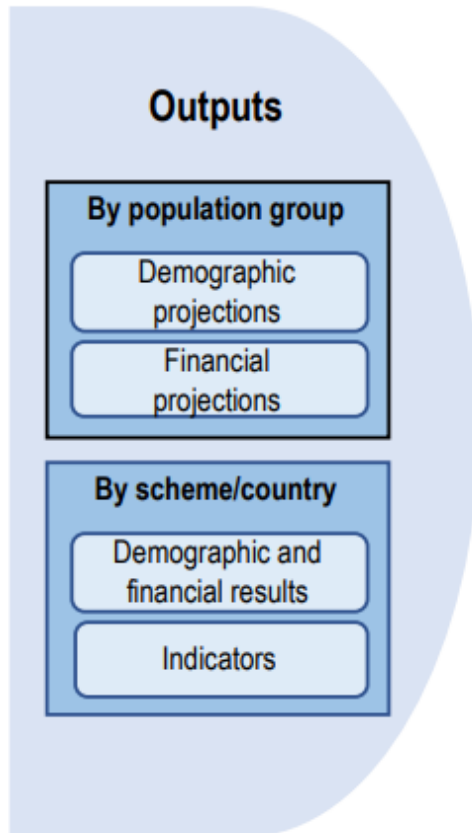 Outputs
By population group
Demographic
projections
Financial
projections
By scheme/country
Demographic and
financial results
Indicators